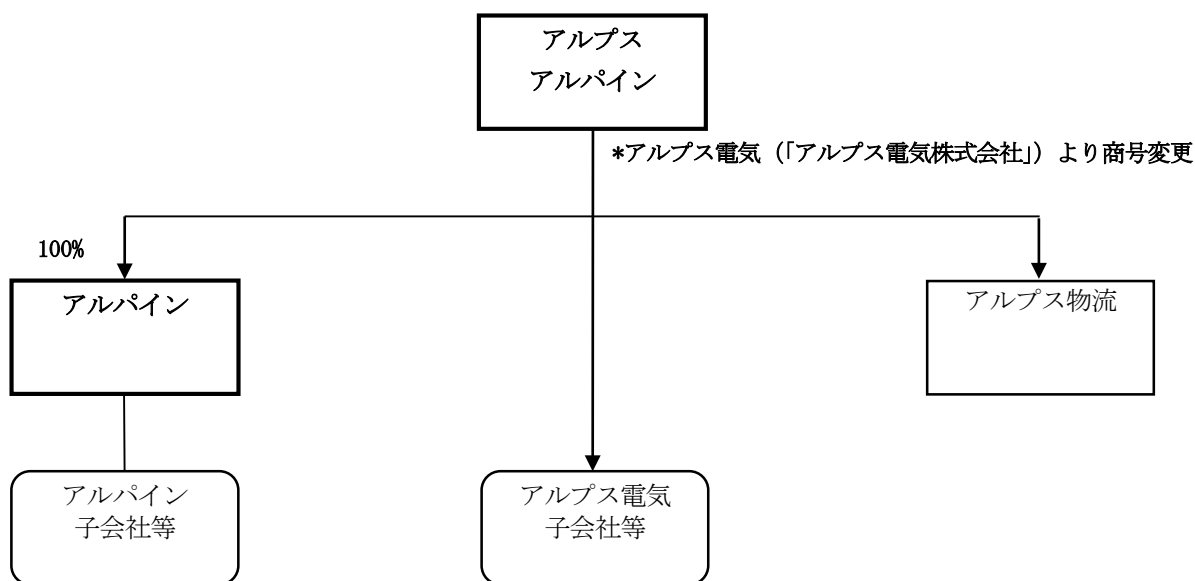 アルプス
アルパイン
*アルプス電気（「アルプス電気株式会社」）より商号変更
100%
アルパイン
アルプス物流
アルパイン
子会社等
アルプス電気
子会社等